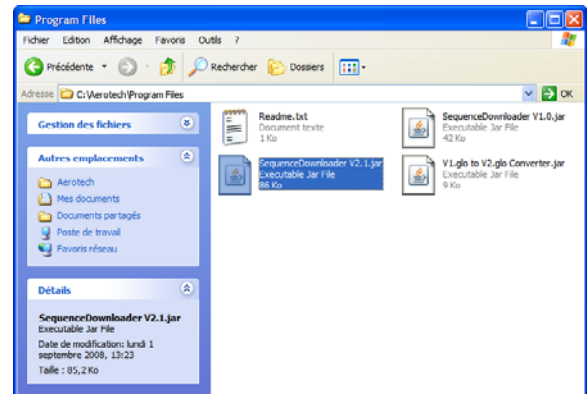 Program Files
Fichier Edition Affichage Favoris Outils ?
Précédente Rechercher Dossiers
Adresse C:\Aerotech\Program Files OK
Gestion des fichiers
Autres emplacements
Aerotech
Mes documents
Documents partagés
Poste de travail
Favoris réseau
Détails
SequenceDownloader V2.1.jar
Executable Jar File
Date de modification: lundi 1
septembre 2008, 13:23
Taille : 85,2 Ko
Readme.txt
Document texte
1 Ko
SequenceDownloader V1.0.jar
Executable Jar File
42 Ko
SequenceDownloader V2.1.jar
Executable Jar File
86 Ko
V1.glo to V2.glo Converter.jar
Executable Jar File
9 Ko